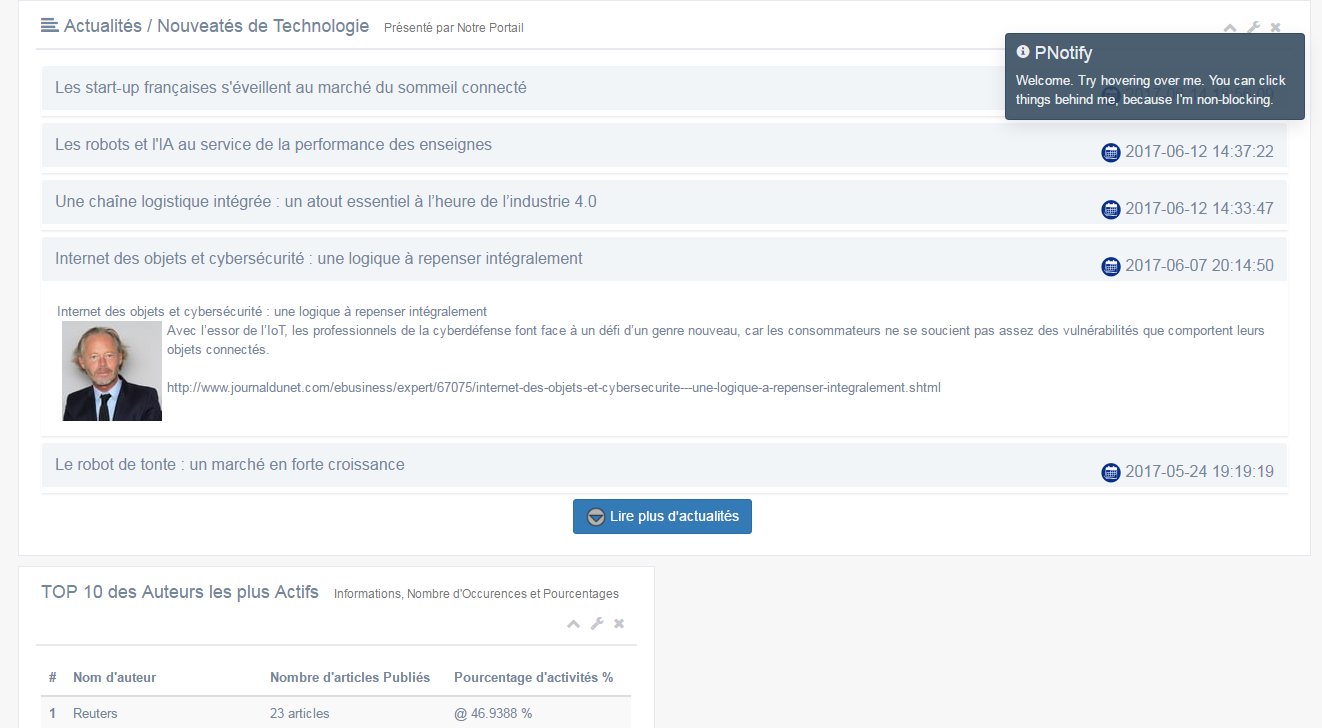 Actualités / Nouveatés de Technologie Présenté par Notre Portail
PNotify
Welcome. Try hovering over me. You can click
things behind me, because I'm non-blocking.
Les start-up françaises s'éveillent au marché du sommeil connecté
Les robots et l'IA au service de la performance des enseignes
2017-06-12 14:37:22
Une chaîne logistique intégrée : un atout essentiel à l’heure de l’industrie 4.0
2017-06-12 14:33:47
Internet des objets et cybersécurité : une logique à repenser intégralement
2017-06-07 20:14:50
Internet des objets et cybersécurité : une logique à repenser intégralement
Avec l’essor de l’IoT, les professionnels de la cyberdéfense font face à un défi d’un genre nouveau, car les consommateurs ne se soucient pas assez des vulnérabilités que comportent leurs
objets connectés.
http://www.journaldunet.com/ebusiness/expert/67075/internet-des-objets-et-cybersecurite---une-logique-a-repenser-integralement.shtml
Le robot de tonte : un marché en forte croissance
2017-05-24 19:19:19
Lire plus d'actualités
TOP 10 des Auteurs les plus Actifs Informations, Nombre d'Occurences et Pourcentages
# Nom d'auteur Nombre d'articles Publiés Pourcentage d'activités %
1 Reuters 23 articles @ 46.9388 %